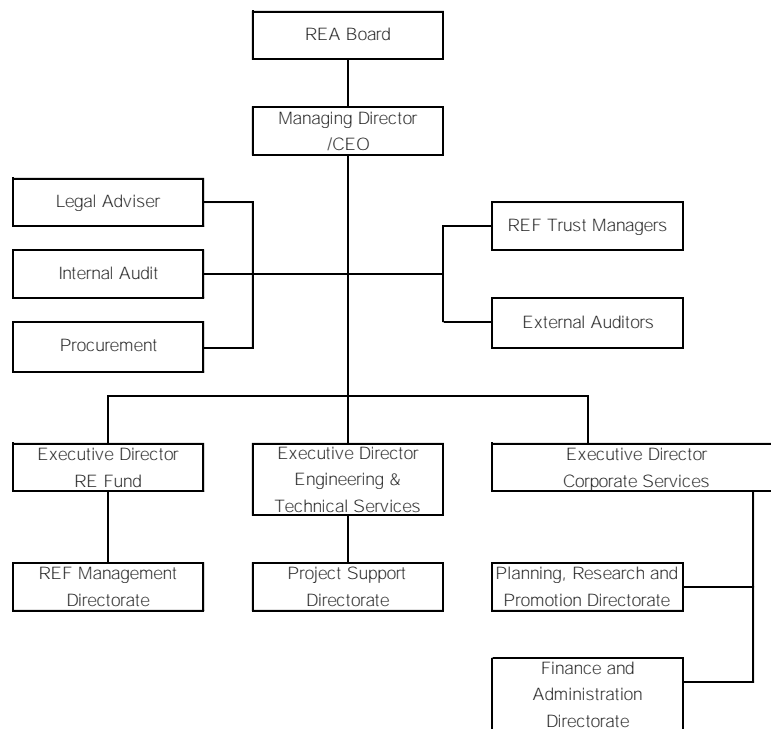 REA Board
Managing Director
/CEO
Legal Adviser
REF Trust Managers
Internal Audit
External Auditors
Procurement
Executive Director
RE Fund
Executive Director
Engineering &
Technical Services
Executive Director
Corporate Services
REF Management
Directorate
Project Support
Directorate
Planning, Research and
Promotion Directorate
Finance and
Administration
Directorate